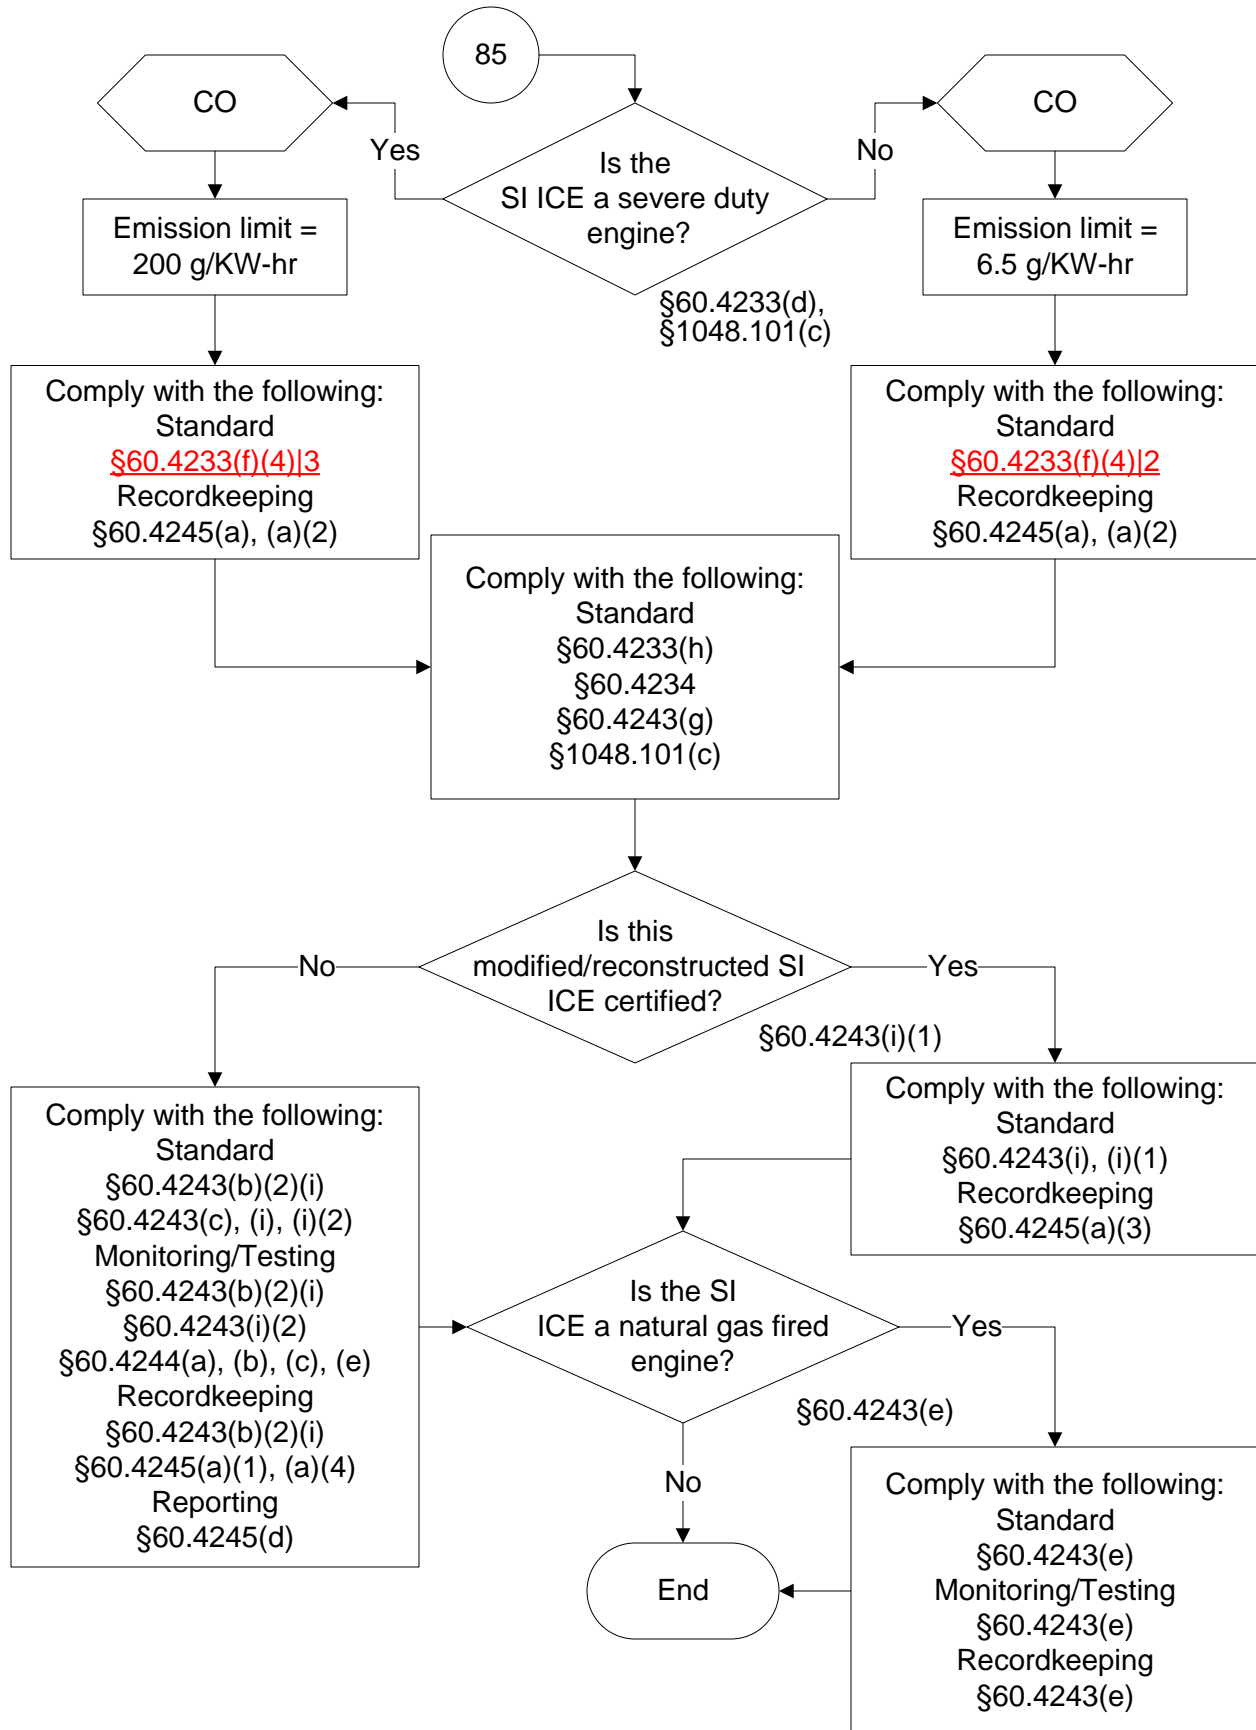 85
CO
CO
Yes
No
Is the
SI ICE a severe duty
engine?
§60.4233(d),
§1048.101(c)
Emission limit =
200 g/KW-hr
Emission limit =
6.5 g/KW-hr
Comply with the following:
Standard
§60.4233(f)(4)|3
Recordkeeping
§60.4245(a), (a)(2)
Comply with the following:
Standard
§60.4233(f)(4)|2
Recordkeeping
§60.4245(a), (a)(2)
Comply with the following:
Standard
§60.4233(h)
§60.4234
§60.4243(g)
§1048.101(c)
Is this
modified/reconstructed SI
ICE certified?
No
Yes
§60.4243(i)(1)
Comply with the following:
Standard
§60.4243(b)(2)(i)
§60.4243(c), (i), (i)(2)
Monitoring/Testing
§60.4243(b)(2)(i)
§60.4243(i)(2)
§60.4244(a), (b), (c), (e)
Recordkeeping
§60.4243(b)(2)(i)
§60.4245(a)(1), (a)(4)
Reporting
§60.4245(d)
Comply with the following:
Standard
§60.4243(i), (i)(1)
Recordkeeping
§60.4245(a)(3)
Is the SI
ICE a natural gas fired
engine?
Yes
§60.4243(e)
No
End
Comply with the following:
Standard
§60.4243(e)
Monitoring/Testing
§60.4243(e)
Recordkeeping
§60.4243(e)